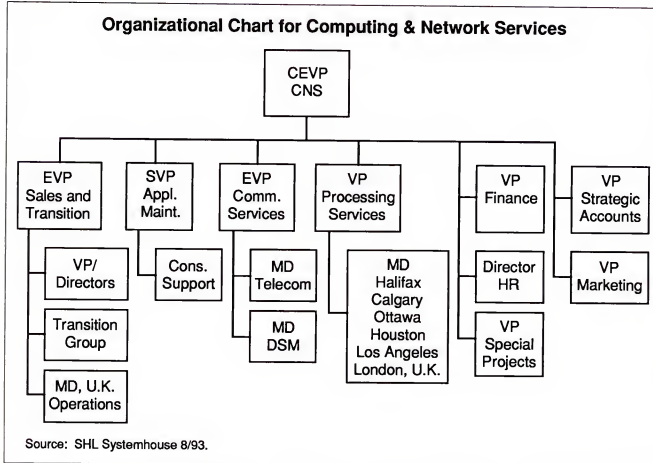 Organizational Chart for Computing & Network Services
CEVP
CNS
EVP
Sales and
Transition
SVP
Appl.
Maint.
EVP
Comm.
Services
VP
Processing
Services
VP
Finance
VP
Strategic
Accounts
VP/
Directors
Cons.
Support
MD
Telecom
MD
Halifax
Calgary
Ottawa
Houston
Los Angeles
London, U.K.
Director
HR
VP
Marketing
Transition
Group
MD
DSM
VP
Special
Projects
MD, U.K.
Operations
Source: SHL Systemhouse 8/93.